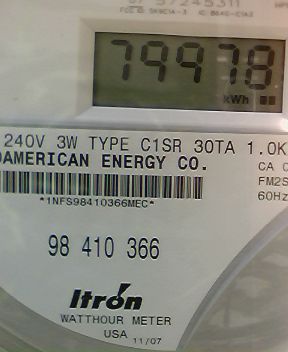 79978
kWh
240V 3W TYPE C1SR 30TA 1.0K
DAMERICAN ENERGY CO.
CA
FM2S
60Hz
*1NFS98410366MEC*
98 410 366
Itron
WATTHOUR METER
USA 11/07